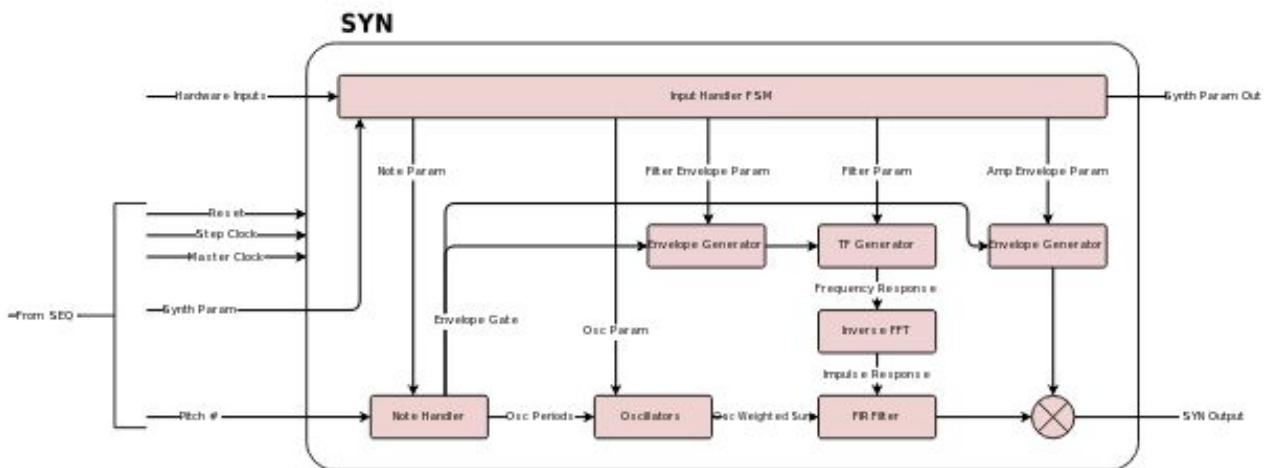 SYN
Hardware Inputs
Input Handler FSM
Synth Param Out
Note Param
Filter Envelope Param
Filter Param
Amp Envelope Param
Reset
Step Clock
Master Clock
Envelope Generator
TF Generator
Envelope Generator
Frequency Response
Synth Param
From SEQ
Envelope Gate
Osc Param
Inverse FFT
Impulse Response
Pitch #
Note Handler
Osc Periods
Oscillators
Osc Weighted Sum
FIR Filter
SYN Output